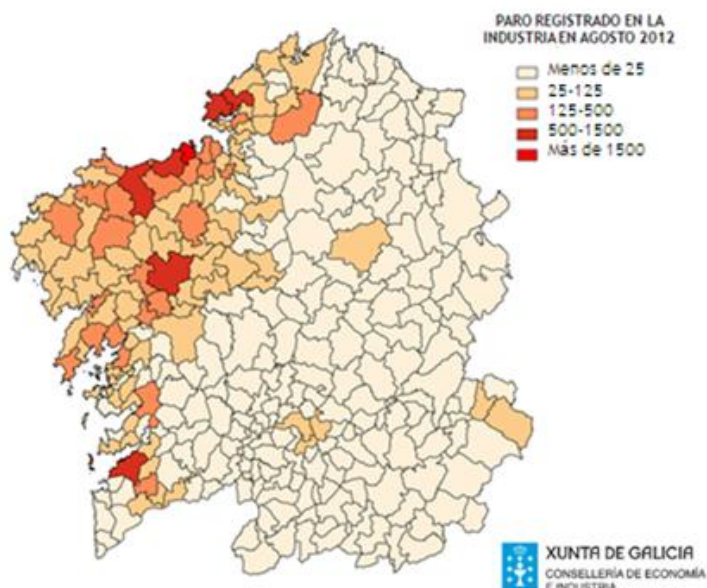 PARO REGISTRADO EN LA
INDUSTRIA EN AGOSTO 2012
Menos de 25
25-125
125-500
500-1500
Más de 1500
XUNTA DE GALICIA
CONSELLERÍA DE ECONOMÍA
E INDUSTRIA